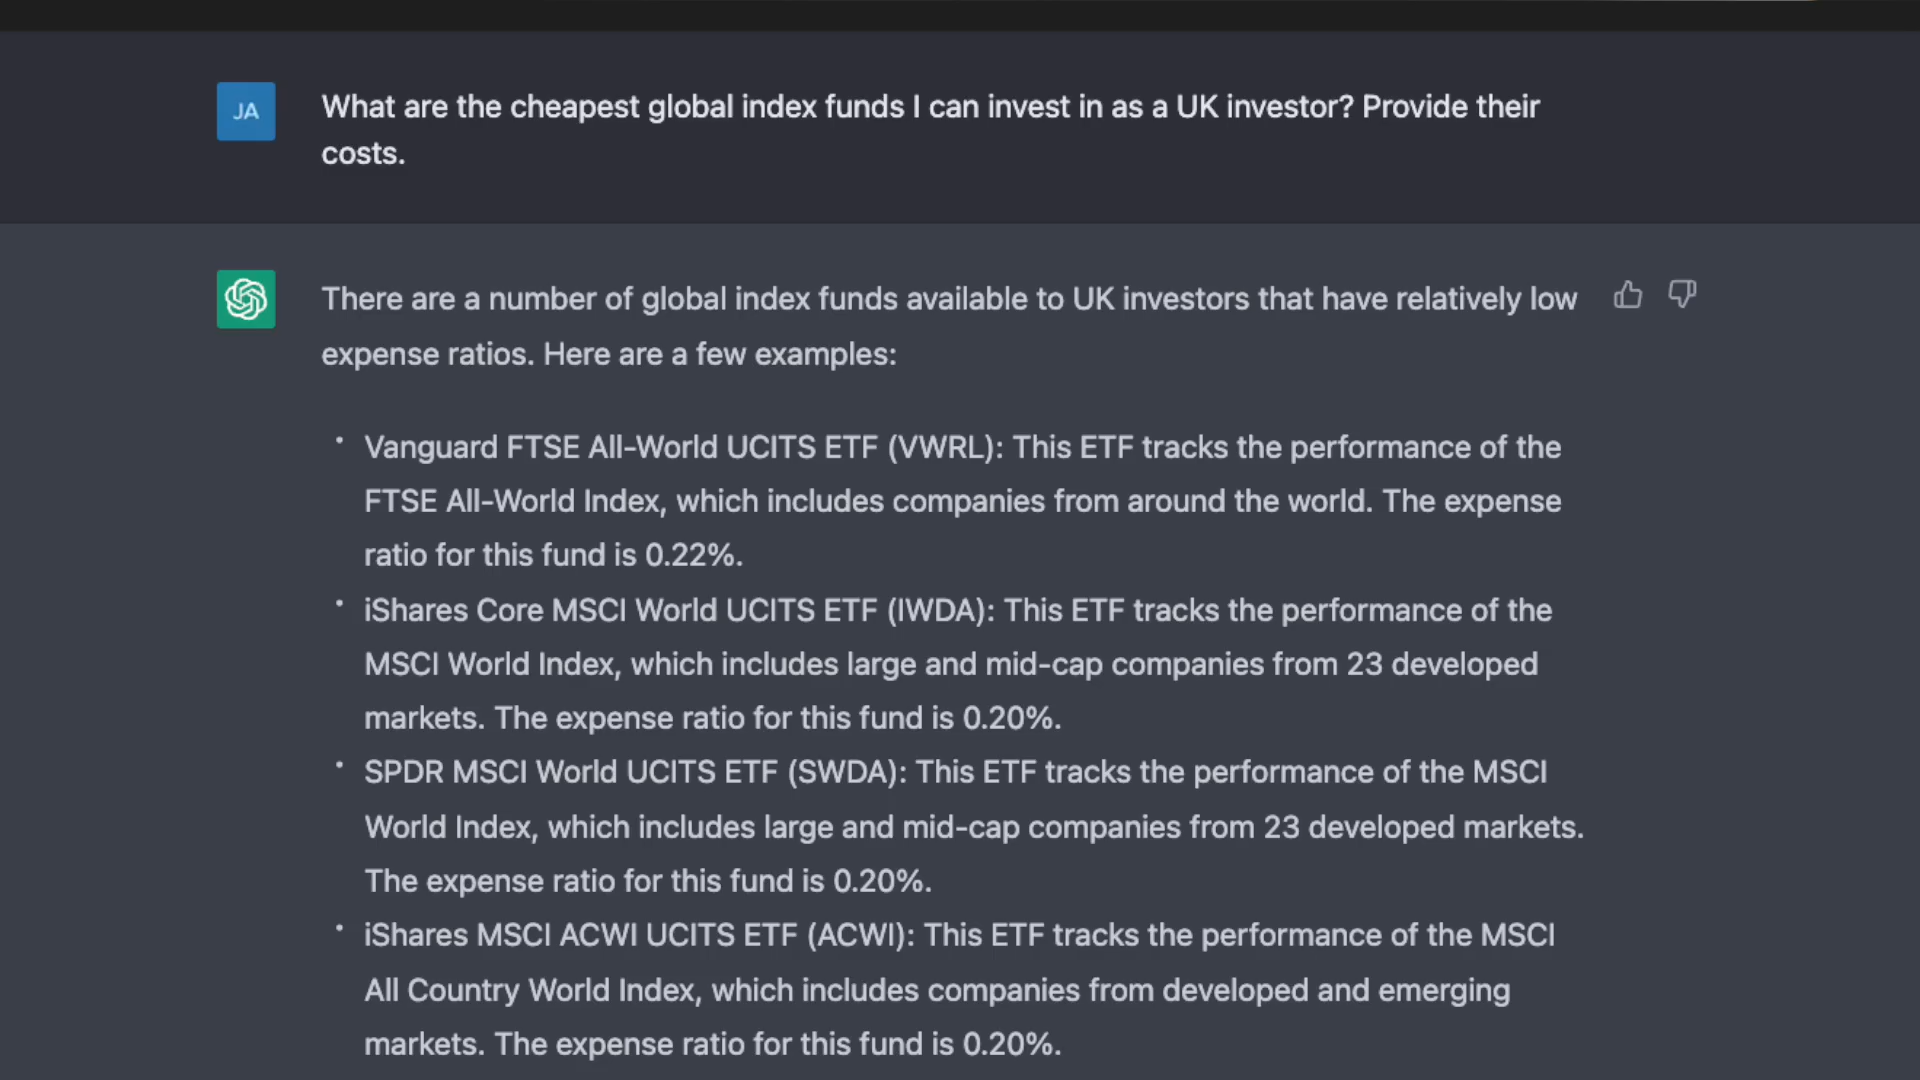 JA
What are the cheapest global index funds I can invest in as a UK investor? Provide their
costs.
There are a number of global index funds available to UK investors that have relatively low
expense ratios. Here are a few examples:
• Vanguard FTSE All-World UCITS ETF (VWRL): This ETF tracks the performance of the
FTSE All-World Index, which includes companies from around the world. The expense
ratio for this fund is 0.22%.
• iShares Core MSCI World UCITS ETF (IWDA): This ETF tracks the performance of the
MSCI World Index, which includes large and mid-cap companies from 23 developed
markets. The expense ratio for this fund is 0.20%.
• SPDR MSCI World UCITS ETF (SWDA): This ETF tracks the performance of the MSCI
World Index, which includes large and mid-cap companies from 23 developed markets.
The expense ratio for this fund is 0.20%.
• iShares MSCI ACWI UCITS ETF (ACWI): This ETF tracks the performance of the MSCI
All Country World Index, which includes companies from developed and emerging
markets. The expense ratio for this fund is 0.20%.